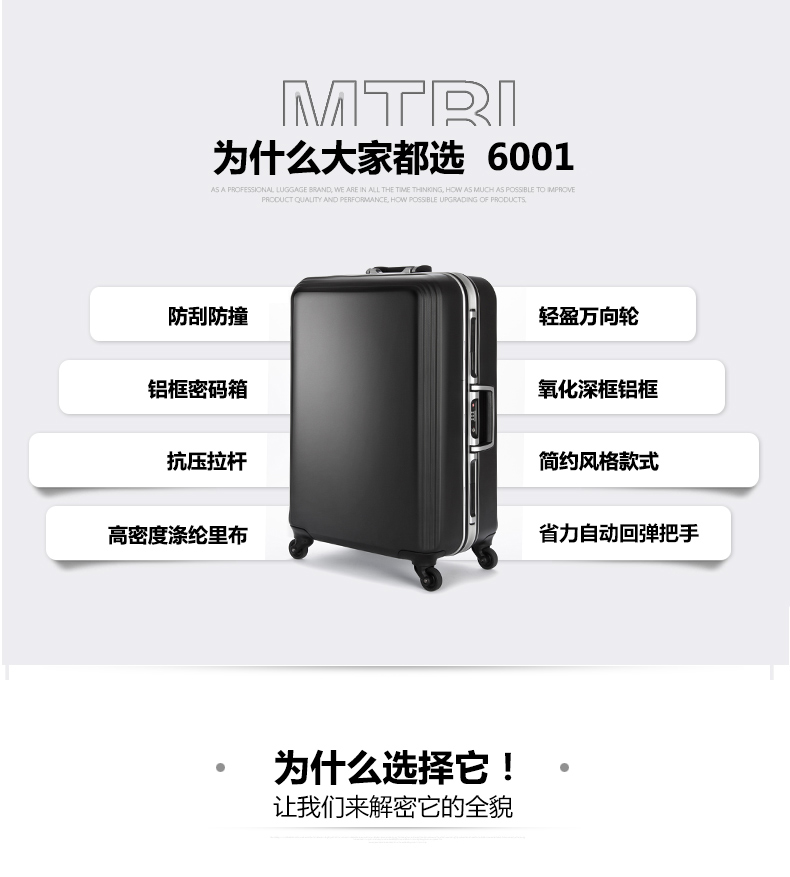 MTRI
为什么大家都选 6001
AS A PROFESSIONAL LUGGAGE BRAND, WE ARE IN ALL THE TIME THINKING, HOW AS MUCH AS POSSIBLE TO IMPROVE
PRODUCT QUALITY AND PERFORMANCE, HOW POSSIBLE UPGRADING OF PRODUCTS.
防刮防撞
轻盈万向轮
铝框密码箱
氧化深框铝框
抗压拉杆
简约风格款式
高密度涤纶里布
省力自动回弹把手
为什么选择它！
让我们来解密它的全貌